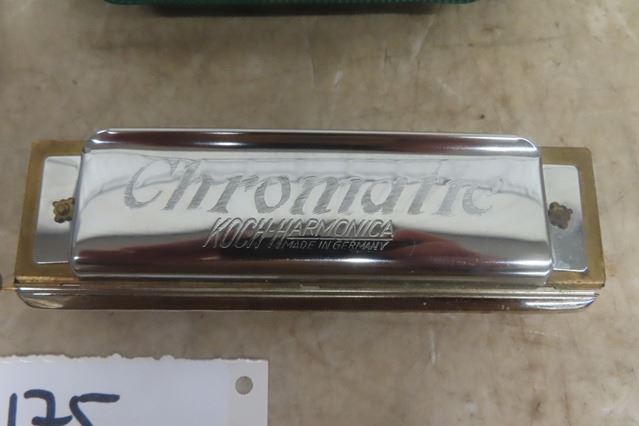 Chromatic
KOCH-HARMONICA
MADE IN GERMANY
175